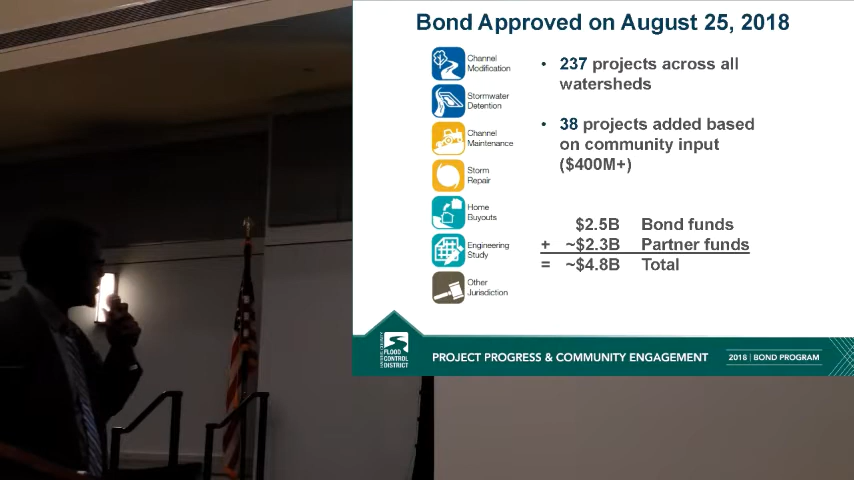 Bond Approved on August 25, 2018
Channel
Modification
Stormwater
Detention
Channel
Maintenance
Storm
Repair
Home
Buyouts
Engineering
Study
Other
Jurisdiction
• 237 projects across all
watersheds
• 38 projects added based
on community input
($400M+)
$2.5B Bond funds
+ ~$2.3B Partner funds
= ~$4.8B Total
HARRIS COUNTY
FLOOD
CONTROL
DISTRICT
PROJECT PROGRESS & COMMUNITY ENGAGEMENT
2018 | BOND PROGRAM